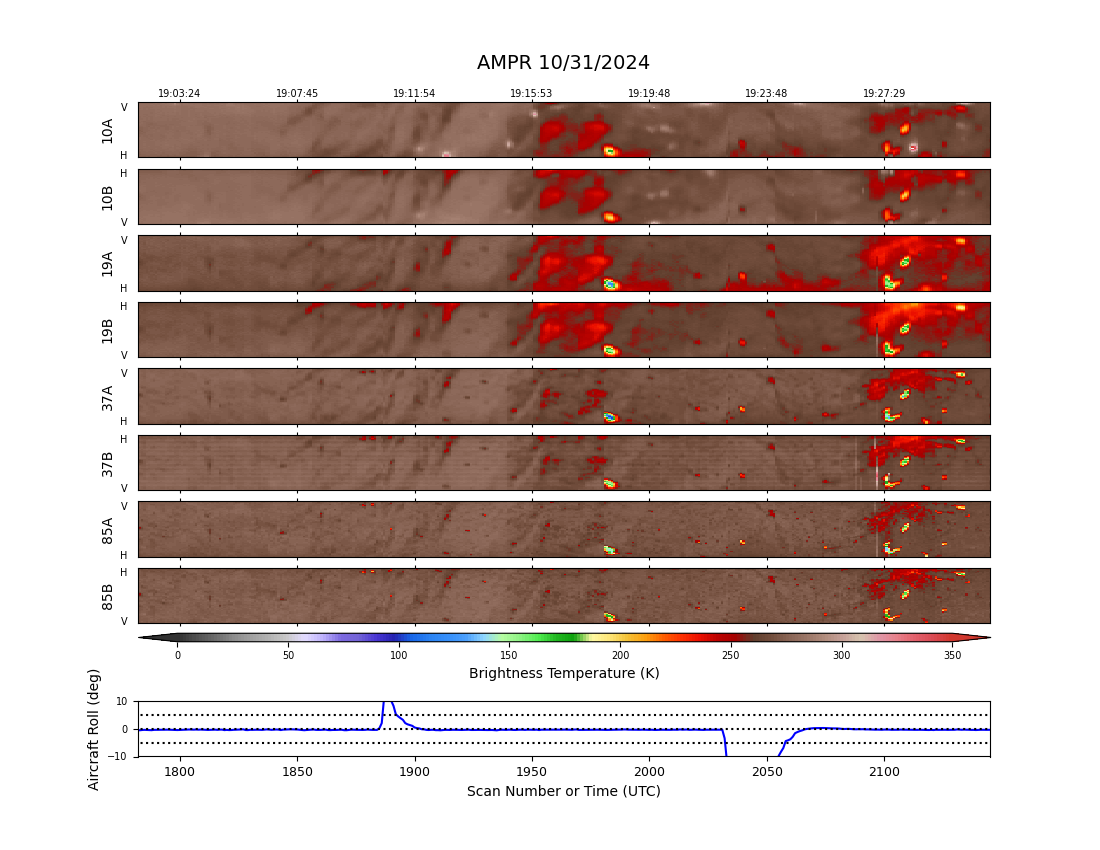 AMPR 10/31/2024
19:03:24 19:07:45 19:11:54 19:15:53 19:19:48 19:23:48 19:27:29
V
10A
H
H
10B
V
V
19A
H
H
19B
V
V
37A
H
H
37B
V
V
85A
H
H
85B
V
0 50 100 150 200 250 300 350
Brightness Temperature (K)
Aircraft Roll (deg)
10
0
−10
1800 1850 1900 1950 2000 2050 2100
Scan Number or Time (UTC)